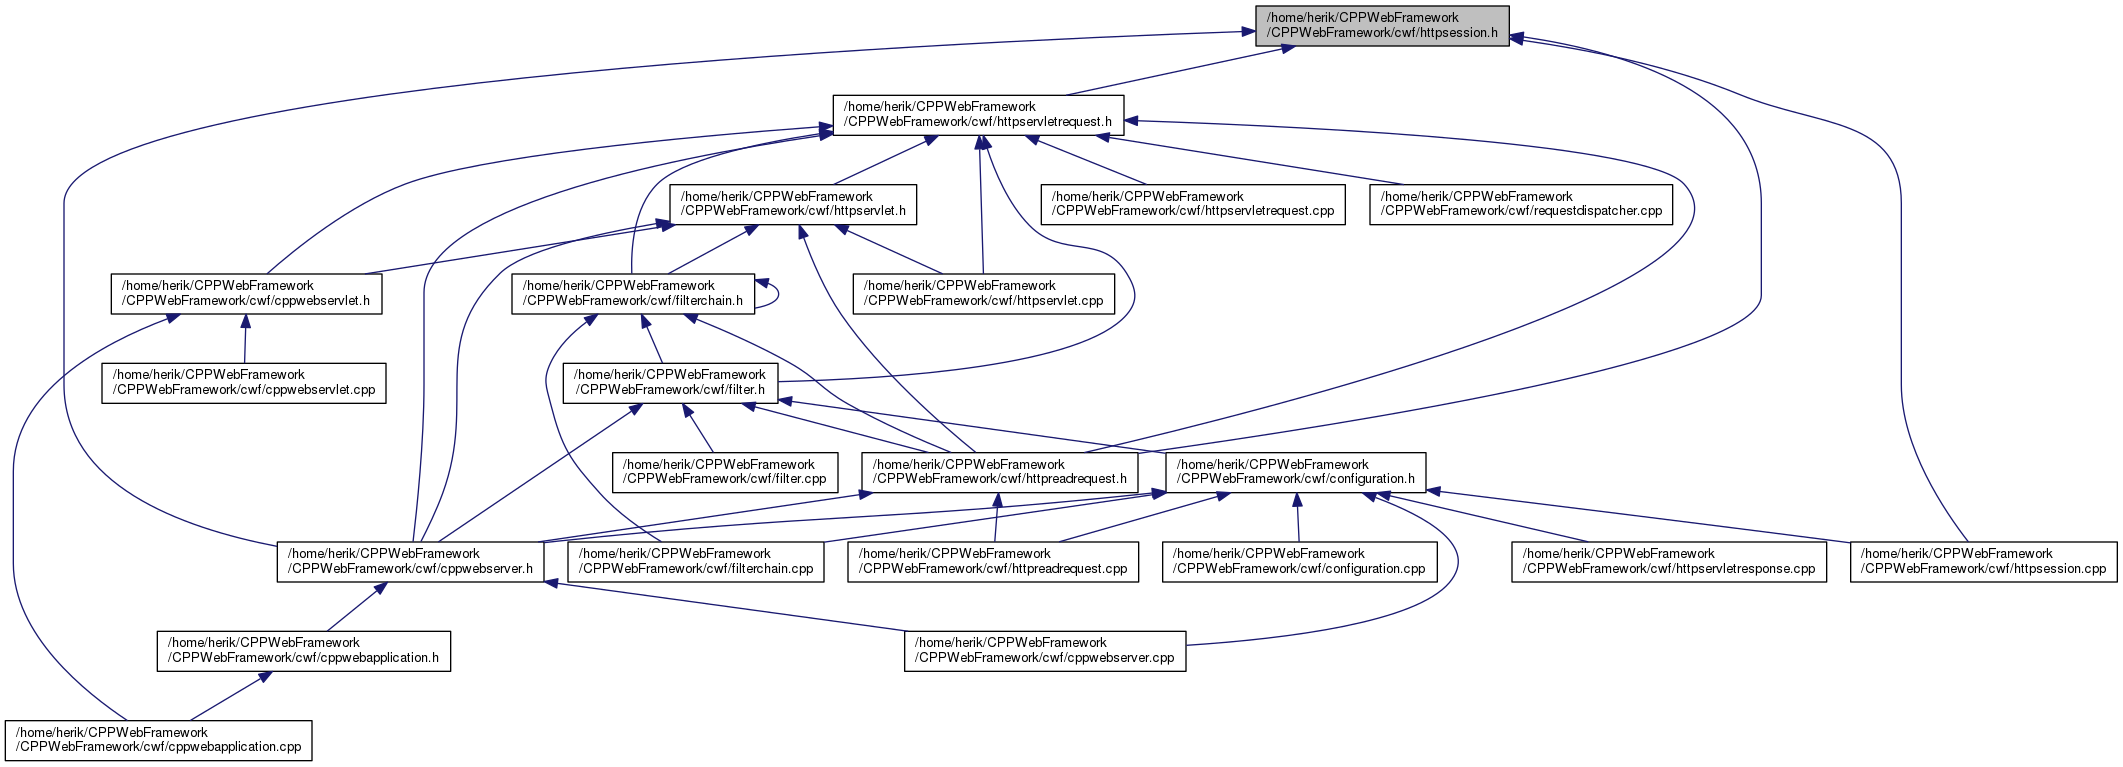 /home/herik/CPPWebFramework
/CPPWebFramework/cwf/httpsession.h
/home/herik/CPPWebFramework
/CPPWebFramework/cwf/httpservletrequest.h
/home/herik/CPPWebFramework
/CPPWebFramework/cwf/httpservlet.h
/home/herik/CPPWebFramework
/CPPWebFramework/cwf/httpservletrequest.cpp
/home/herik/CPPWebFramework
/CPPWebFramework/cwf/requestdispatcher.cpp
/home/herik/CPPWebFramework
/CPPWebFramework/cwf/cppwebservlet.h
/home/herik/CPPWebFramework
/CPPWebFramework/cwf/filterchain.h
/home/herik/CPPWebFramework
/CPPWebFramework/cwf/httpservlet.cpp
/home/herik/CPPWebFramework
/CPPWebFramework/cwf/cppwebservlet.cpp
/home/herik/CPPWebFramework
/CPPWebFramework/cwf/filter.h
/home/herik/CPPWebFramework
/CPPWebFramework/cwf/filter.cpp
/home/herik/CPPWebFramework
/CPPWebFramework/cwf/httpreadrequest.h
/home/herik/CPPWebFramework
/CPPWebFramework/cwf/configuration.h
/home/herik/CPPWebFramework
/CPPWebFramework/cwf/cppwebserver.h
/home/herik/CPPWebFramework
/CPPWebFramework/cwf/filterchain.cpp
/home/herik/CPPWebFramework
/CPPWebFramework/cwf/httpreadrequest.cpp
/home/herik/CPPWebFramework
/CPPWebFramework/cwf/configuration.cpp
/home/herik/CPPWebFramework
/CPPWebFramework/cwf/httpservletresponse.cpp
/home/herik/CPPWebFramework
/CPPWebFramework/cwf/httpsession.cpp
/home/herik/CPPWebFramework
/CPPWebFramework/cwf/cppwebapplication.h
/home/herik/CPPWebFramework
/CPPWebFramework/cwf/cppwebserver.cpp
/home/herik/CPPWebFramework
/CPPWebFramework/cwf/cppwebapplication.cpp